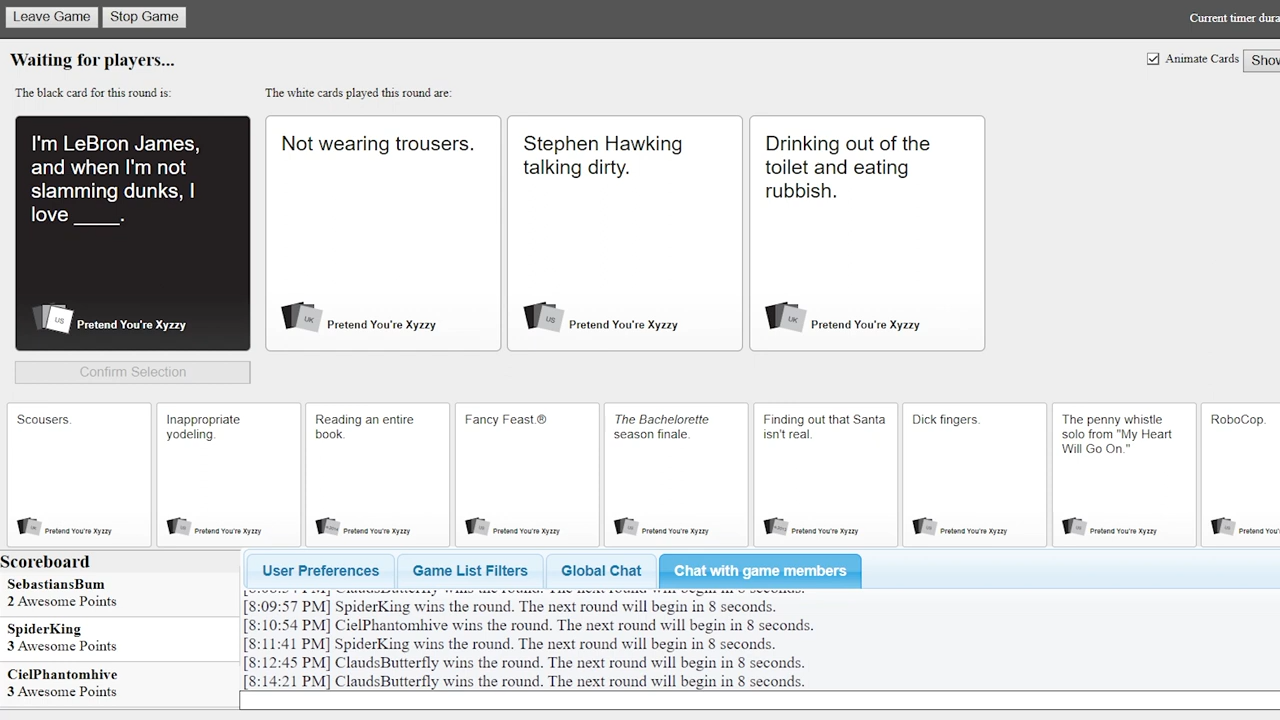 Leave Game
Stop Game
Current timer dura
Waiting for players...
Animate Cards
Show
The black card for this round is:
The white cards played this round are:
I'm LeBron James,
and when I'm not
slamming dunks, I
love ____.
US
Pretend You're Xyzzy
Not wearing trousers.
UK
Pretend You're Xyzzy
Stephen Hawking
talking dirty.
US
Pretend You're Xyzzy
Drinking out of the
toilet and eating
rubbish.
UK
Pretend You're Xyzzy
Confirm Selection
Scousers.
Pretend You're Xyzzy
Inappropriate
yodeling.
Pretend You're Xyzzy
Reading an entire
book.
Pretend You're Xyzzy
Fancy Feast.®
Pretend You're Xyzzy
The Bachelorette
season finale.
Pretend You're Xyzzy
Finding out that Santa
isn't real.
Pretend You're Xyzzy
Dick fingers.
Pretend You're Xyzzy
The penny whistle
solo from "My Heart
Will Go On."
Pretend You're Xyzzy
RoboCop.
Pretend You
Scoreboard
SebastiansBum
2 Awesome Points
SpiderKing
3 Awesome Points
CielPhantomhive
3 Awesome Points
User Preferences
Game List Filters
Global Chat
Chat with game members
[8:09:57 PM] SpiderKing wins the round. The next round will begin in 8 seconds.
[8:10:54 PM] CielPhantomhive wins the round. The next round will begin in 8 seconds.
[8:11:41 PM] SpiderKing wins the round. The next round will begin in 8 seconds.
[8:12:45 PM] ClaudsButterfly wins the round. The next round will begin in 8 seconds.
[8:14:21 PM] ClaudsButterfly wins the round. The next round will begin in 8 seconds.